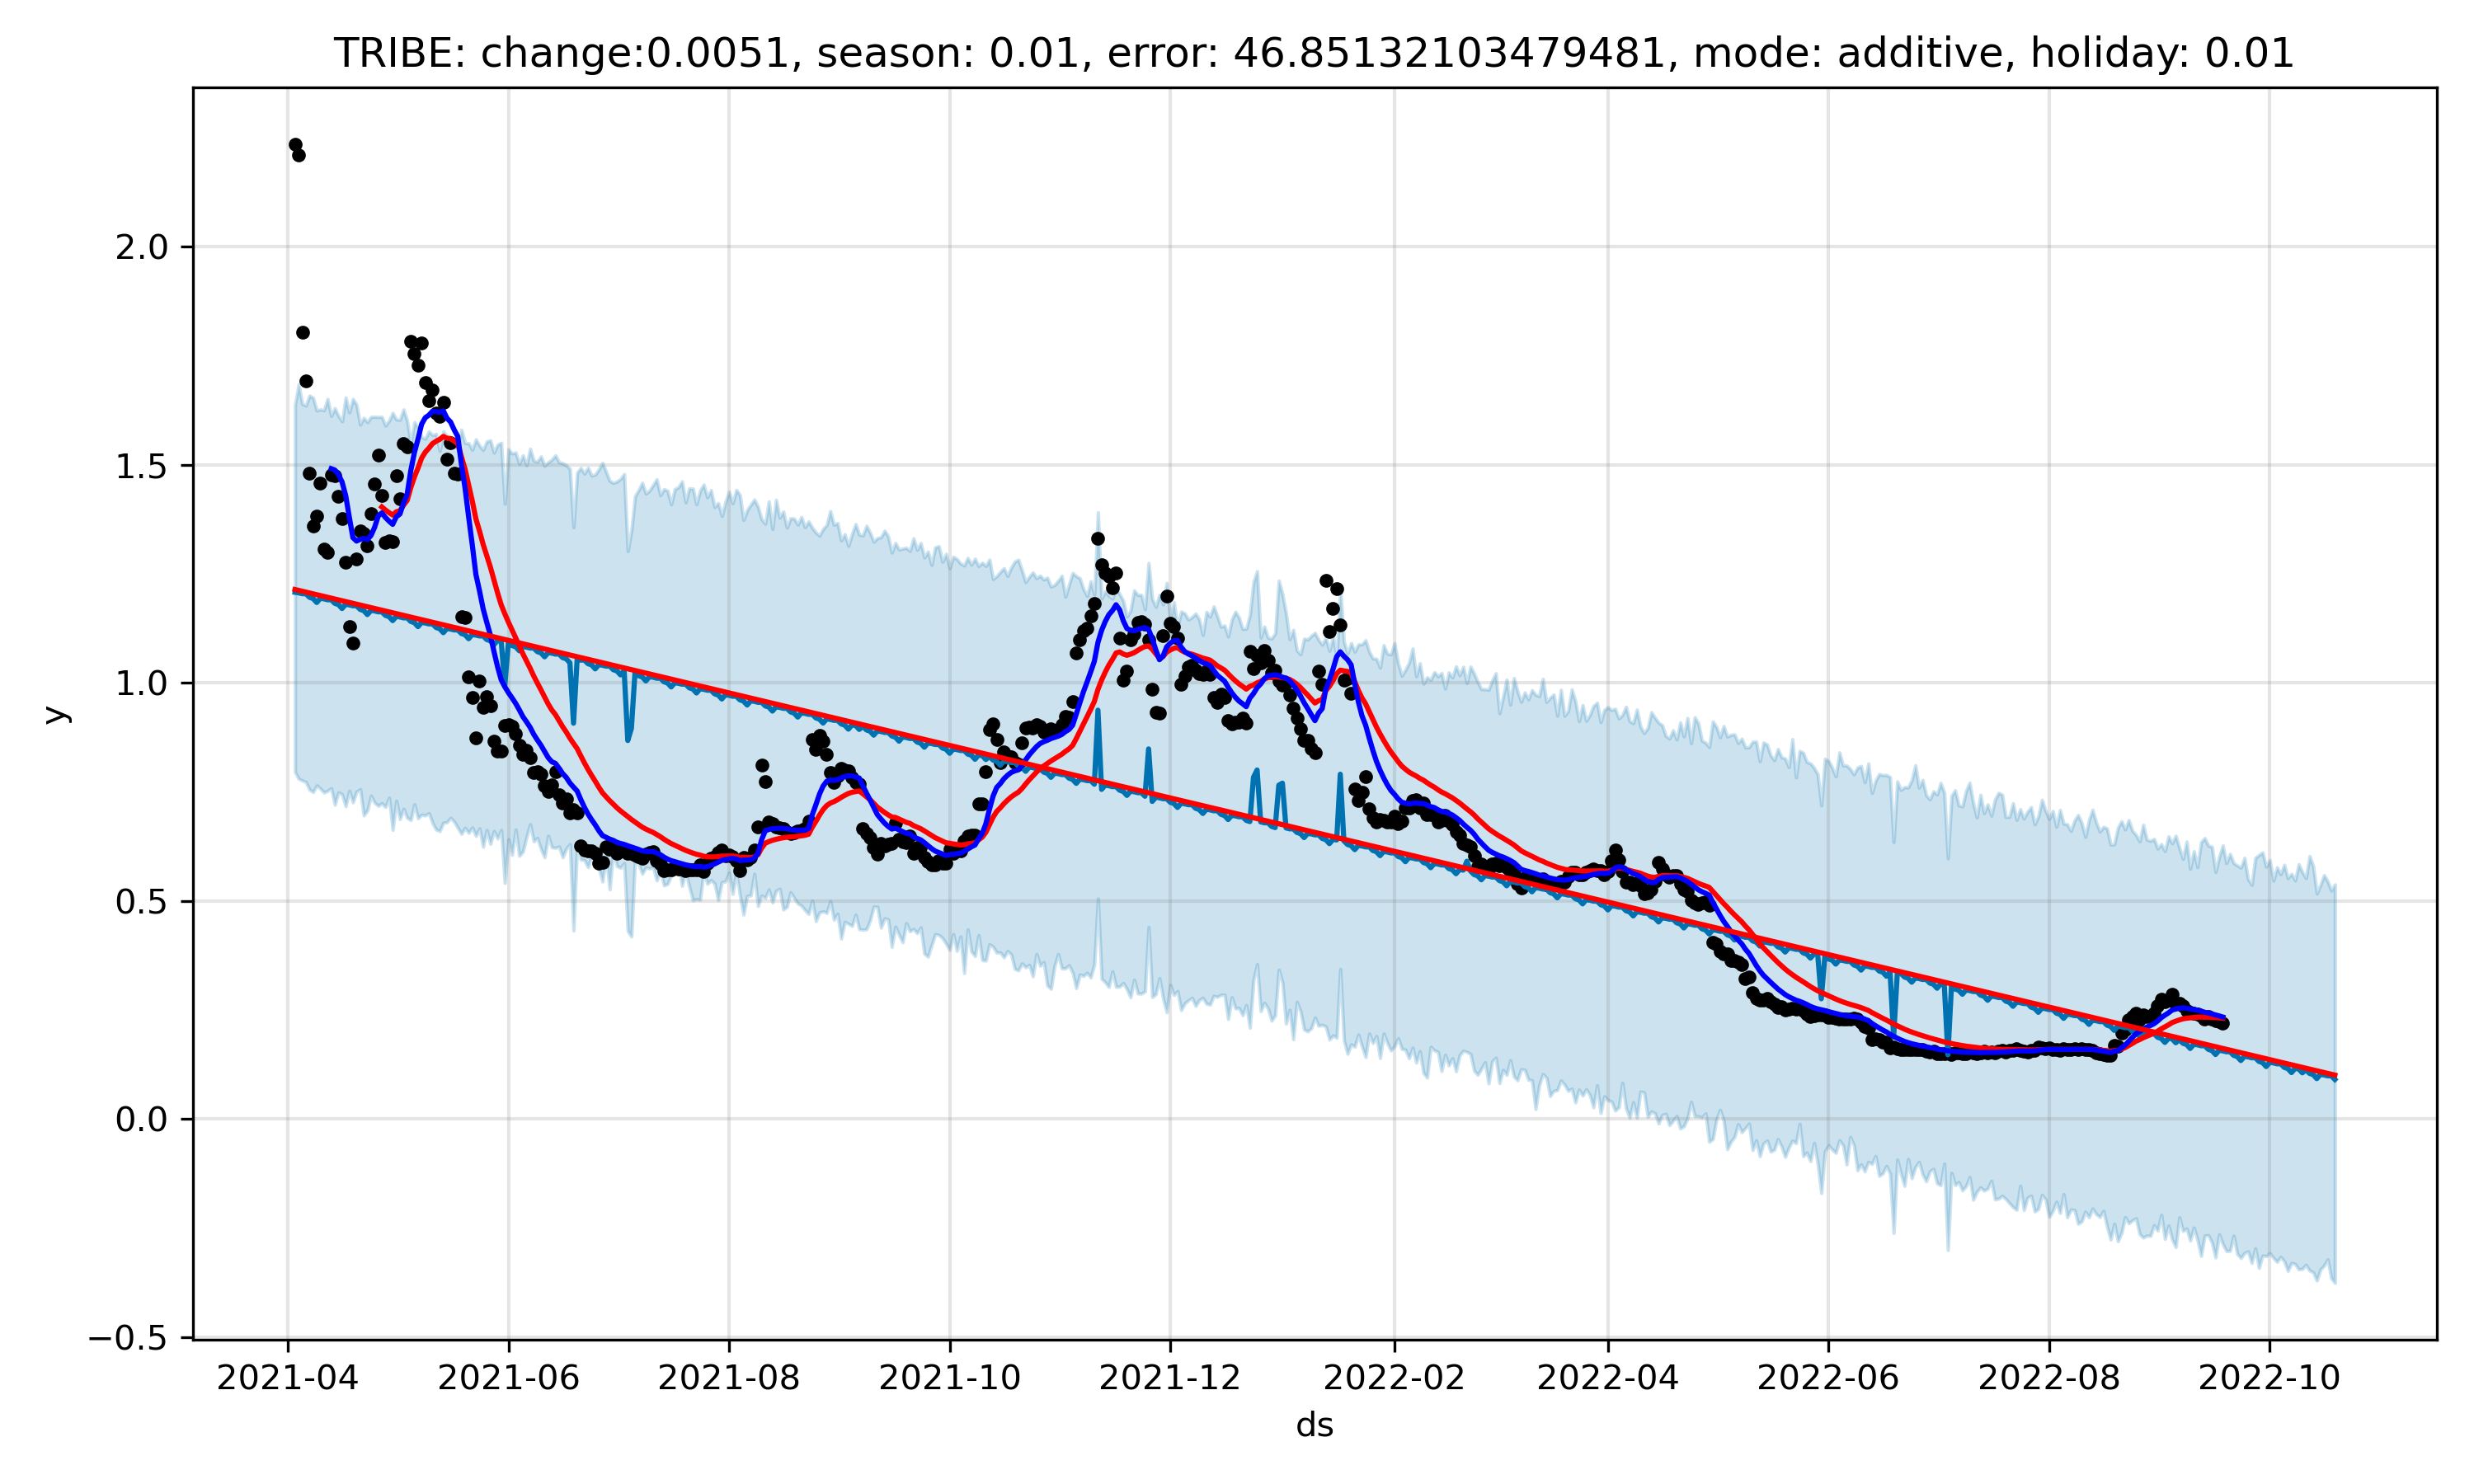 TRIBE: change:0.0051, season: 0.01, error: 46.85132103479481, mode: additive, holiday: 0.01
y
2.0
1.5
1.0
0.5
0.0
−0.5
2021-04 2021-06 2021-08 2021-10 2021-12 2022-02 2022-04 2022-06 2022-08 2022-10
ds